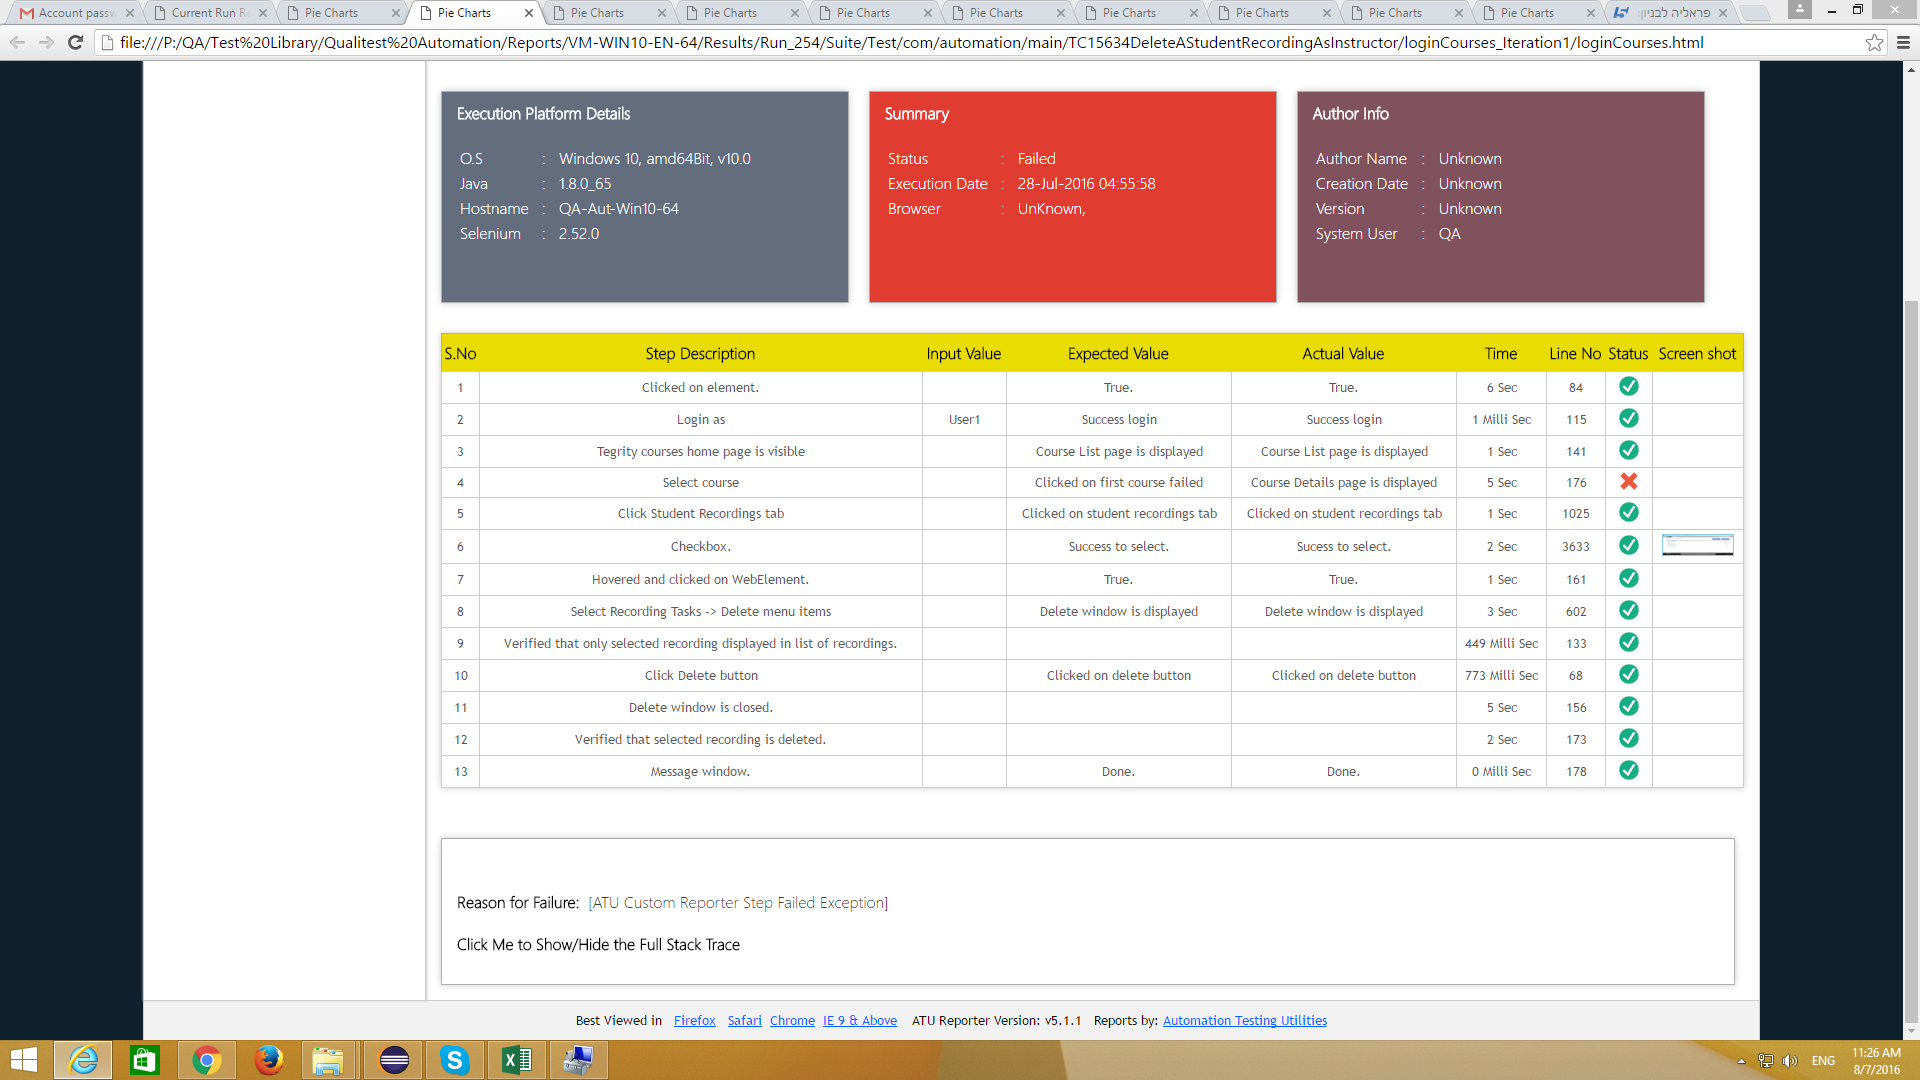 Account passw
Current Run Re
Pie Charts
Pie Charts
Pie Charts
Pie Charts
Pie Charts
Pie Charts
Pie Charts
Pie Charts
Pie Charts
Pie Charts
פראליה לבניון:
file:///P:/QA/Test%20Library/Qualitest%20Automation/Reports/VM-WIN10-EN-64/Results/Run_254/Suite/Test/com/automation/main/TC15634DeleteAStudentRecordingAsInstructor/loginCourses_Iteration1/loginCourses.html
Execution Platform Details
O.S : Windows 10, amd64Bit, v10.0
Java : 1.8.0_65
Hostname : QA-Aut-Win10-64
Selenium : 2.52.0
Summary
Status : Failed
Execution Date : 28-Jul-2016 04:55:58
Browser : UnKnown,
Author Info
Author Name : Unknown
Creation Date : Unknown
Version : Unknown
System User : QA
S.No Step Description Input Value Expected Value Actual Value Time Line No Status Screen shot
1 Clicked on element. True. True. 6 Sec 84
2 Login as User1 Success login Success login 1 Milli Sec 115
3 Tegrity courses home page is visible Course List page is displayed Course List page is displayed 1 Sec 141
4 Select course Clicked on first course failed Course Details page is displayed 5 Sec 176
5 Click Student Recordings tab Clicked on student recordings tab Clicked on student recordings tab 1 Sec 1025
6 Checkbox. Success to select. Sucess to select. 2 Sec 3633
7 Hovered and clicked on WebElement. True. True. 1 Sec 161
8 Select Recording Tasks -> Delete menu items Delete window is displayed Delete window is displayed 3 Sec 602
9 Verified that only selected recording displayed in list of recordings. 449 Milli Sec 133
10 Click Delete button Clicked on delete button Clicked on delete button 773 Milli Sec 68
11 Delete window is closed. 5 Sec 156
12 Verified that selected recording is deleted. 2 Sec 173
13 Message window. Done. Done. 0 Milli Sec 178
Reason for Failure: [ATU Custom Reporter Step Failed Exception]
Click Me to Show/Hide the Full Stack Trace
Best Viewed in Firefox Safari Chrome IE 9 & Above ATU Reporter Version: v5.1.1 Reports by: Automation Testing Utilities
ENG
11:26 AM
8/7/2016